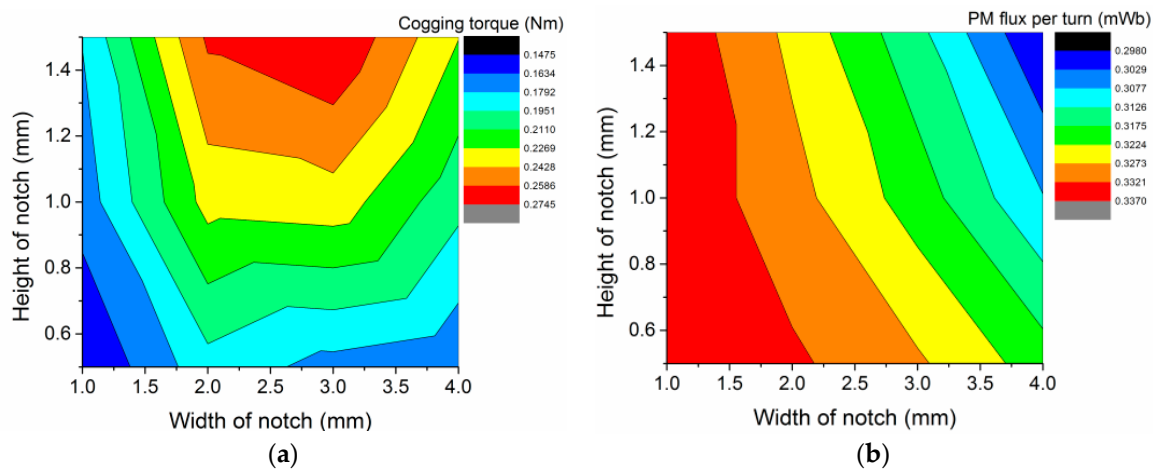 Cogging torque (Nm)
0.1475
0.1634
0.1792
0.1951
0.2110
0.2269
0.2428
0.2586
0.2745
1.4
1.2
1.0
0.8
0.6
Height of notch (mm)
1.0 1.5 2.0 2.5 3.0 3.5 4.0
Width of notch (mm)
(a)
PM flux per turn (mWb)
0.2980
0.3029
0.3077
0.3126
0.3175
0.3224
0.3273
0.3321
0.3370
1.4
1.2
1.0
0.8
0.6
Height of notch (mm)
1.0 1.5 2.0 2.5 3.0 3.5 4.0
Width of notch (mm)
(b)